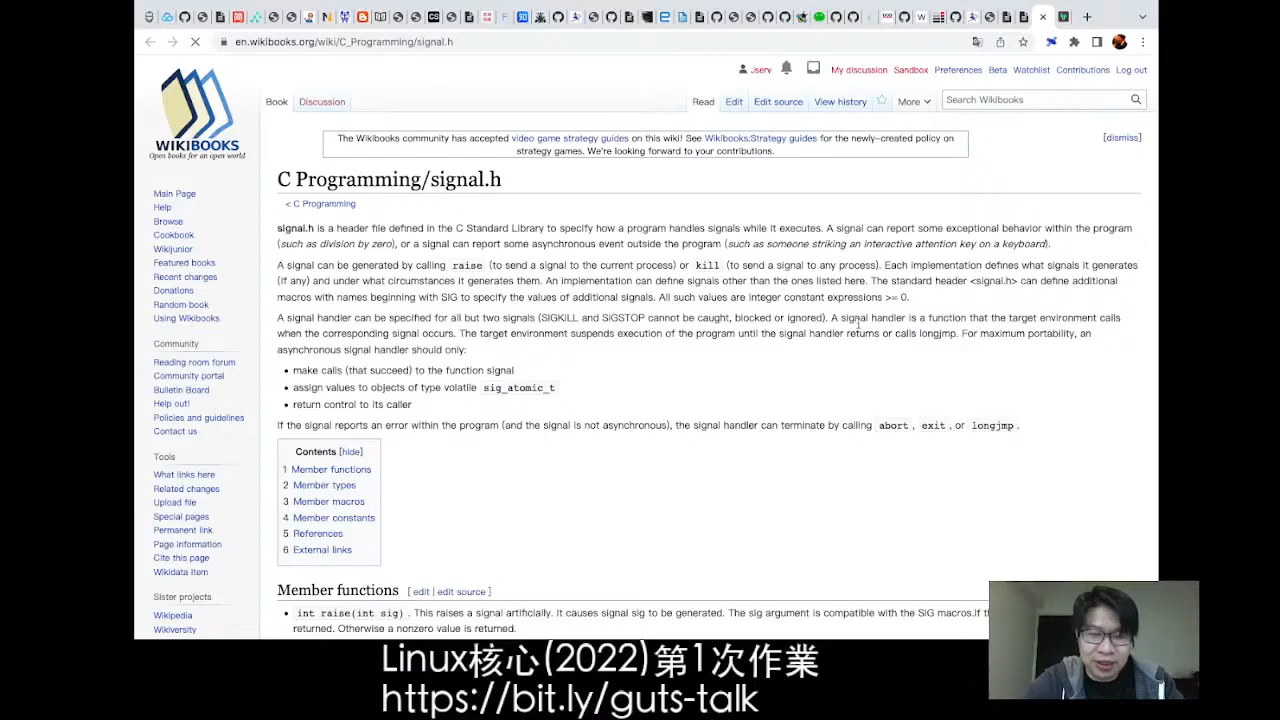 en.wikibooks.org/wiki/C_Programming/signal.h
Jserv My discussion Sandbox Preferences Beta Watchlist Contributions Log out
Book Discussion Read Edit Edit source View history More Search Wikibooks
WIKIBOOKS
Open books for an open world
The Wikibooks community has accepted video game strategy guides on this wiki! See Wikibooks:Strategy guides for the newly-created policy on
strategy games. We're looking forward to your contributions.
[dismiss]
Main Page
Help
Browse
Cookbook
Wikijunior
Featured books
Recent changes
Donations
Random book
Using Wikibooks
Community
Reading room forum
Community portal
Bulletin Board
Help out!
Policies and guidelines
Contact us
Tools
What links here
Related changes
Upload file
Special pages
Permanent link
Page information
Cite this page
Wikidata item
Sister projects
Wikipedia
Wikiversity
C Programming/signal.h
< C Programming
signal.h is a header file defined in the C Standard Library to specify how a program handles signals while it executes. A signal can report some exceptional behavior within the program
(such as division by zero), or a signal can report some asynchronous event outside the program (such as someone striking an interactive attention key on a keyboard).
A signal can be generated by calling raise (to send a signal to the current process) or kill (to send a signal to any process). Each implementation defines what signals it generates
(if any) and under what circumstances it generates them. An implementation can define signals other than the ones listed here. The standard header <signal.h> can define additional
macros with names beginning with SIG to specify the values of additional signals. All such values are integer constant expressions >= 0.
A signal handler can be specified for all but two signals (SIGKILL and SIGSTOP cannot be caught, blocked or ignored). A signal handler is a function that the target environment calls
when the corresponding signal occurs. The target environment suspends execution of the program until the signal handler returns or calls longjmp. For maximum portability, an
asynchronous signal handler should only:
• make calls (that succeed) to the function signal
• assign values to objects of type volatile sig_atomic_t
• return control to its caller
If the signal reports an error within the program (and the signal is not asynchronous), the signal handler can terminate by calling abort, exit, or longjmp.
Contents [hide]
1 Member functions
2 Member types
3 Member macros
4 Member constants
5 References
6 External links
Member functions [ edit | edit source ]
• int raise(int sig). This raises a signal artificially. It causes signal sig to be generated. The sig argument is compatible with the SIG macros.If th
returned. Otherwise a nonzero value is returned.
Linux核心(2022)第1次作業
https://bit.ly/guts-talk